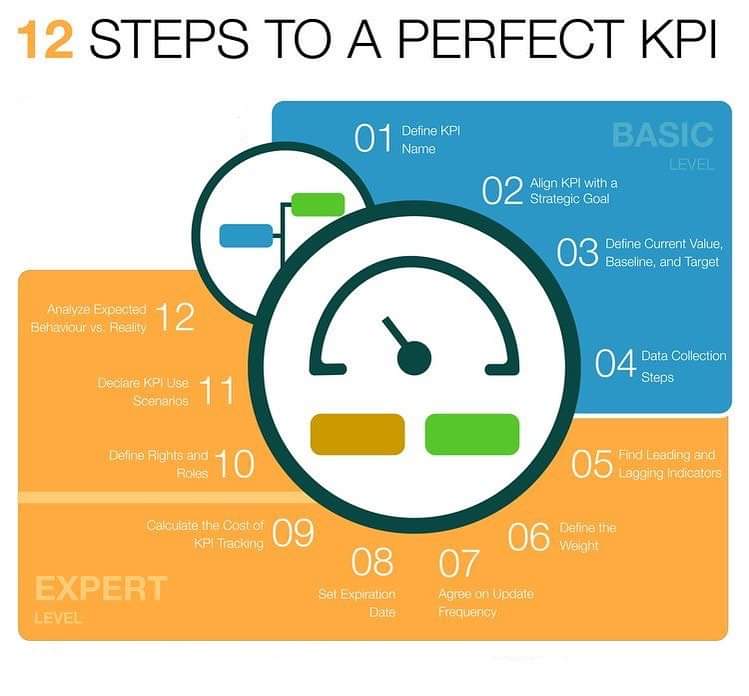 12 STEPS TO A PERFECT KPI
BASIC
LEVEL
01 Define KPI
Name
02 Align KPI with a
Strategic Goal
03 Define Current Value,
Baseline, and Target
04 Data Collection
Steps
05 Find Leading and
Lagging Indicators
06 Define the
Weight
07
Agree on Update
Frequency
08
Set Expiration
Date
Calculate the Cost of 09
KPI Tracking
Define Rights and 10
Roles
Declare KPI Use 11
Scenarios
Analyze Expected 12
Behaviour vs. Reality
EXPERT
LEVEL